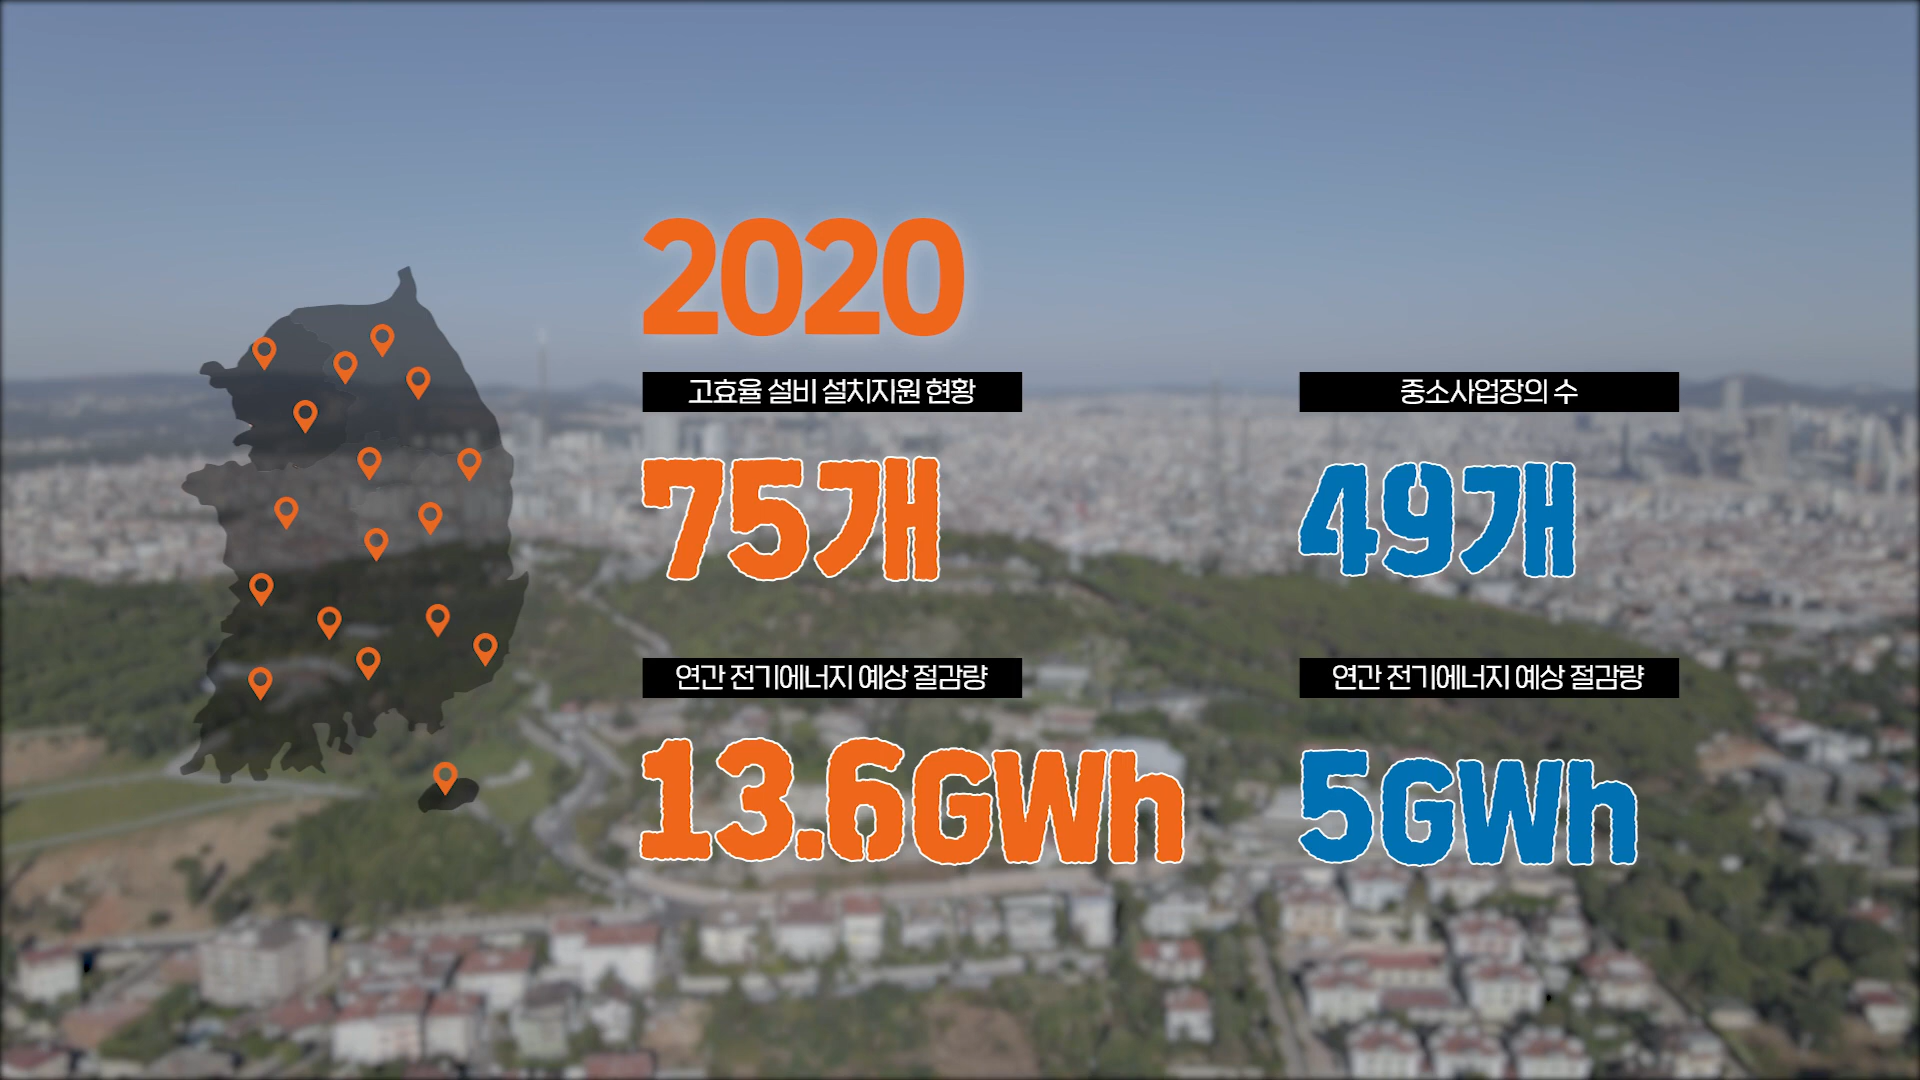 2020
고효율 설비 설치지원 현황
75개
연간 전기에너지 예상 절감량
13.6GWh
중소사업장의 수
49개
연간 전기에너지 예상 절감량
5GWh